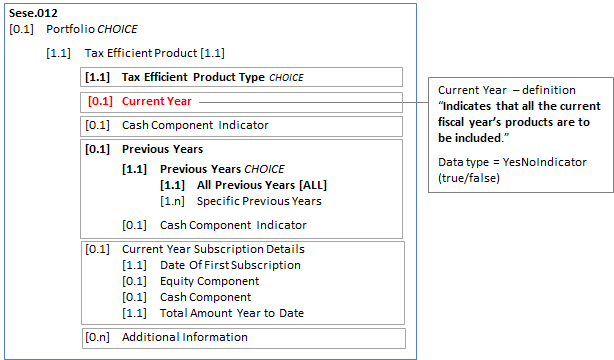 Sese.012
[0.1] Portfolio CHOICE
[1.1] Tax Efficient Product [1.1]
[1.1] Tax Efficient Product Type CHOICE
[0.1] Current Year
[0.1] Cash Component Indicator
[0.1] Previous Years
[1.1] Previous Years CHOICE
[1.1] All Previous Years [ALL]
[1.n] Specific Previous Years
[0.1] Cash Component Indicator
[0.1] Current Year Subscription Details
[1.1] Date Of First Subscription
[0.1] Equity Component
[0.1] Cash Component
[1.1] Total Amount Year to Date
[0.n] Additional Information
Current Year – definition
“Indicates that all the current
fiscal year’s products are to
be included.”
Data type = YesNoIndicator
(true/false)